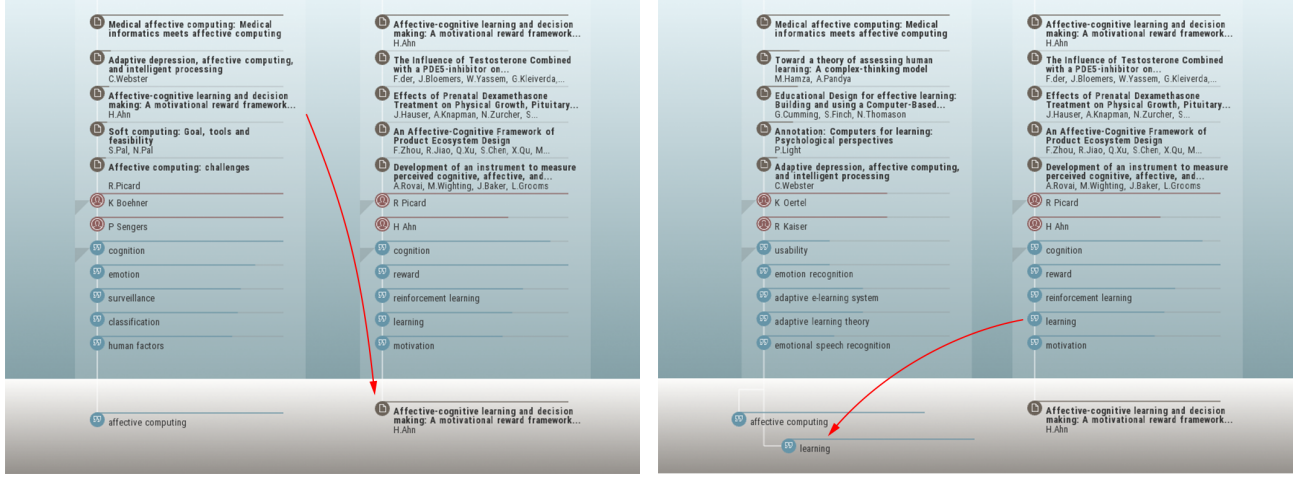 Medical affective computing: Medical
informatics meets affective computing
Adaptive depression, affective computing,
and intelligent processing
C.Webster
Affective-cognitive learning and decision
making: A motivational reward framework...
H.Ahn
Soft computing: Goal, tools and
feasibility
S.Pal, N.Pal
Affective computing: challenges
R.Picard
K Boehner
P Sengers
cognition
emotion
surveillance
classification
human factors
affective computing
Affective-cognitive learning and decision
making: A motivational reward framework...
H.Ahn
The Influence of Testosterone Combined
with a PDE5-inhibitor on...
F.der, J.Bloemers, W.Yassem, G.Kleiverda,...
Effects of Prenatal Dexamethasone
Treatment on Physical Growth, Pituitary...
J.Hauser, A.Knapman, N.Zurcher, S...
An Affective-Cognitive Framework of
Product Ecosystem Design
F.Zhou, R.Jiao, Q.Xu, S.Chen, X.Qu, M...
Development of an instrument to measure
perceived cognitive, affective, and...
A.Rovai, M.Wighting, J.Baker, L.Grooms
R Picard
H Ahn
cognition
reward
reinforcement learning
learning
motivation
Affective-cognitive learning and decision
making: A motivational reward framework...
H.Ahn
Medical affective computing: Medical
informatics meets affective computing
Toward a theory of assessing human
learning: A complex-thinking model
M.Hamza, A.Pandya
Educational Design for effective learning:
Building and using a Computer-Based...
G.Cumming, S.Finch, N.Thomason
Annotation: Computers for learning:
Psychological perspectives
P.Light
Adaptive depression, affective computing,
and intelligent processing
C.Webster
K Oertel
R Kaiser
usability
emotion recognition
adaptive e-learning system
adaptive learning theory
emotional speech recognition
affective computing
learning
Affective-cognitive learning and decision
making: A motivational reward framework...
H.Ahn
The Influence of Testosterone Combined
with a PDE5-inhibitor on...
F.der, J.Bloemers, W.Yassem, G.Kleiverda,...
Effects of Prenatal Dexamethasone
Treatment on Physical Growth, Pituitary...
J.Hauser, A.Knapman, N.Zurcher, S...
An Affective-Cognitive Framework of
Product Ecosystem Design
F.Zhou, R.Jiao, Q.Xu, S.Chen, X.Qu, M...
Development of an instrument to measure
perceived cognitive, affective, and...
A.Rovai, M.Wighting, J.Baker, L.Grooms
R Picard
H Ahn
cognition
reward
reinforcement learning
learning
motivation
Affective-cognitive learning and decision
making: A motivational reward framework...
H.Ahn